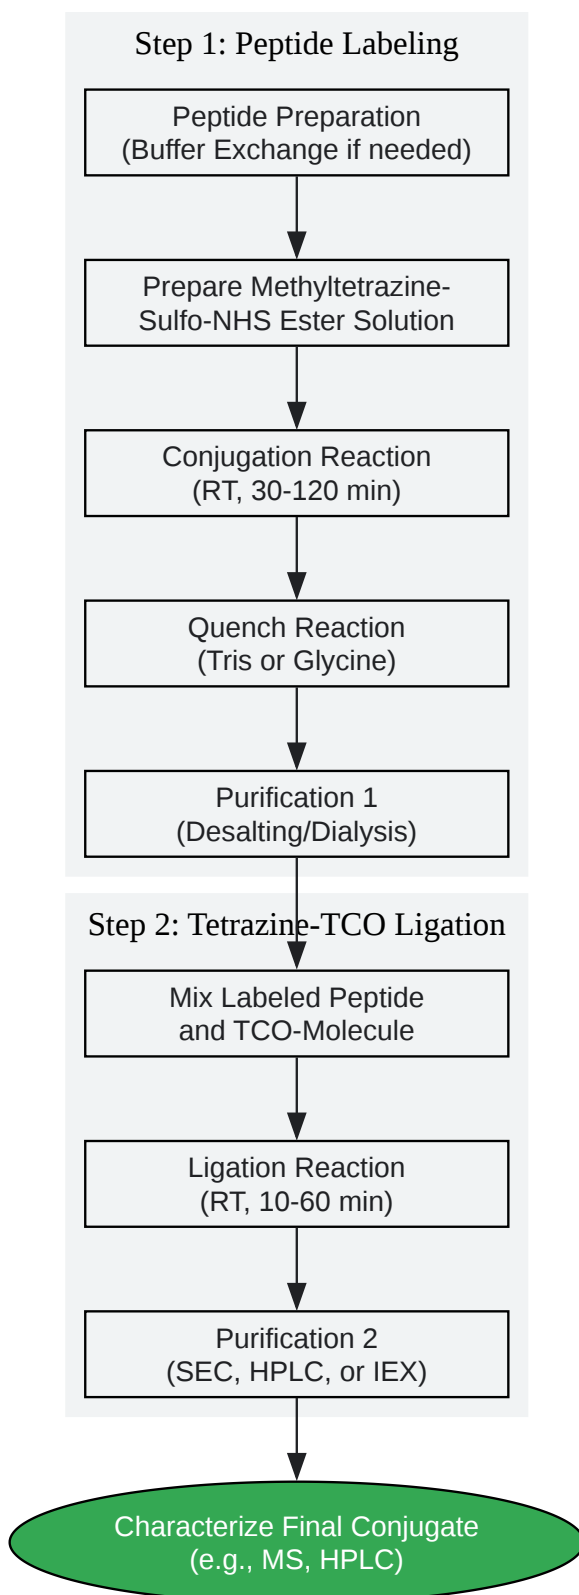 Step 1: Peptide Labeling
Peptide Preparation
(Buffer Exchange if needed)
Prepare Methyltetrazine-
Sulfo-NHS Ester Solution
Conjugation Reaction
(RT, 30-120 min)
Quench Reaction
(Tris or Glycine)
Purification 1
(Desalting/Dialysis)
Step 2: Tetrazine-TCO Ligation
Mix Labeled Peptide
and TCO-Molecule
Ligation Reaction
(RT, 10-60 min)
Purification 2
(SEC, HPLC, or IEX)
Characterize Final Conjugate
(e.g., MS, HPLC)